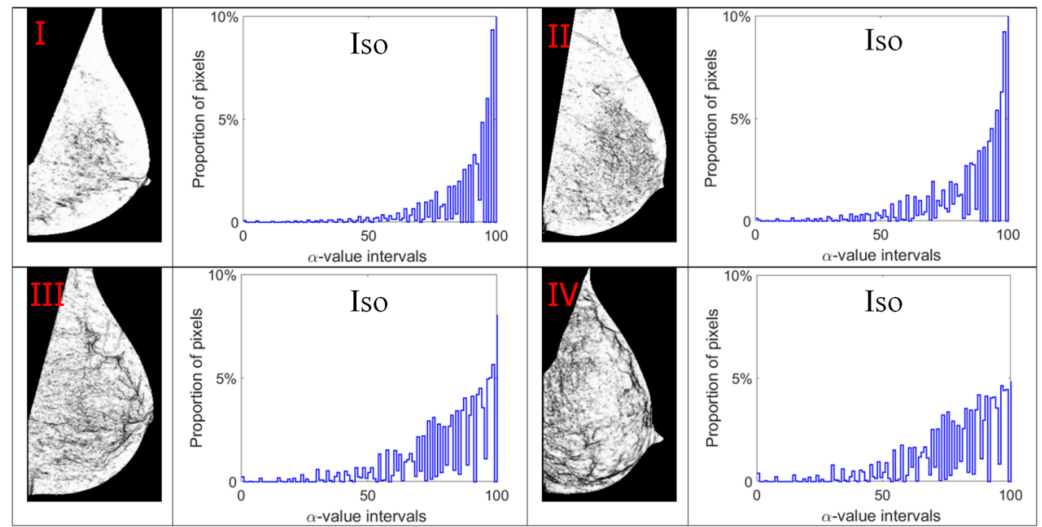 I
Iso
10%
5%
0
Proportion of pixels
0 50 100
α-value intervals
II
Iso
10%
5%
0
Proportion of pixels
0 50 100
α-value intervals
III
Iso
10%
5%
0
Proportion of pixels
0 50 100
α-value intervals
IV
Iso
10%
5%
0
Proportion of pixels
0 50 100
α-value intervals